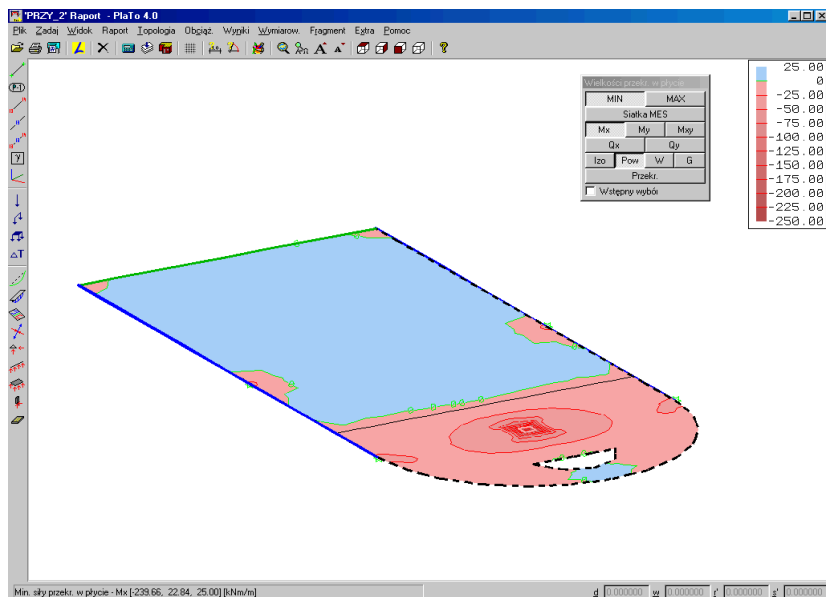 'PRZY_2' Raport - PlaTo 4.0
Plik Zadaj Widok Raport Topologia Obciąż. Wyniki Wymiarow. Fragment Extra Pomoc
Wielkości przekr. w płycie
MIN MAX
Siatka MES
Mx My Mxy
Qx Qy
Izo Pow W G
Przekr.
Wstępny wybór
25.00
0
-25.00
-50.00
-75.00
-100.00
-125.00
-150.00
-175.00
-200.00
-225.00
-250.00
ΔT
Min. siły przekr. w płycie - Mx [-239.66, 22.84, 25.00] [kNm/m]
d 0.000000 w 0.000000 r' 0.000000 s' 0.000000